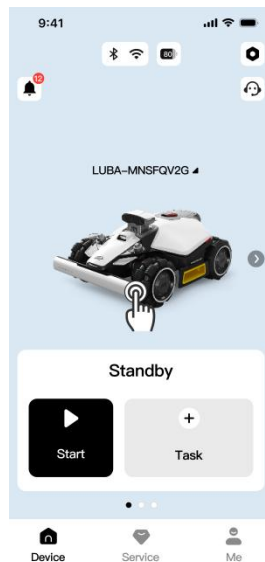 9:41
80
12
LUBA-MNSFQV2G
Standby
Start
Task
Device
Service
Me